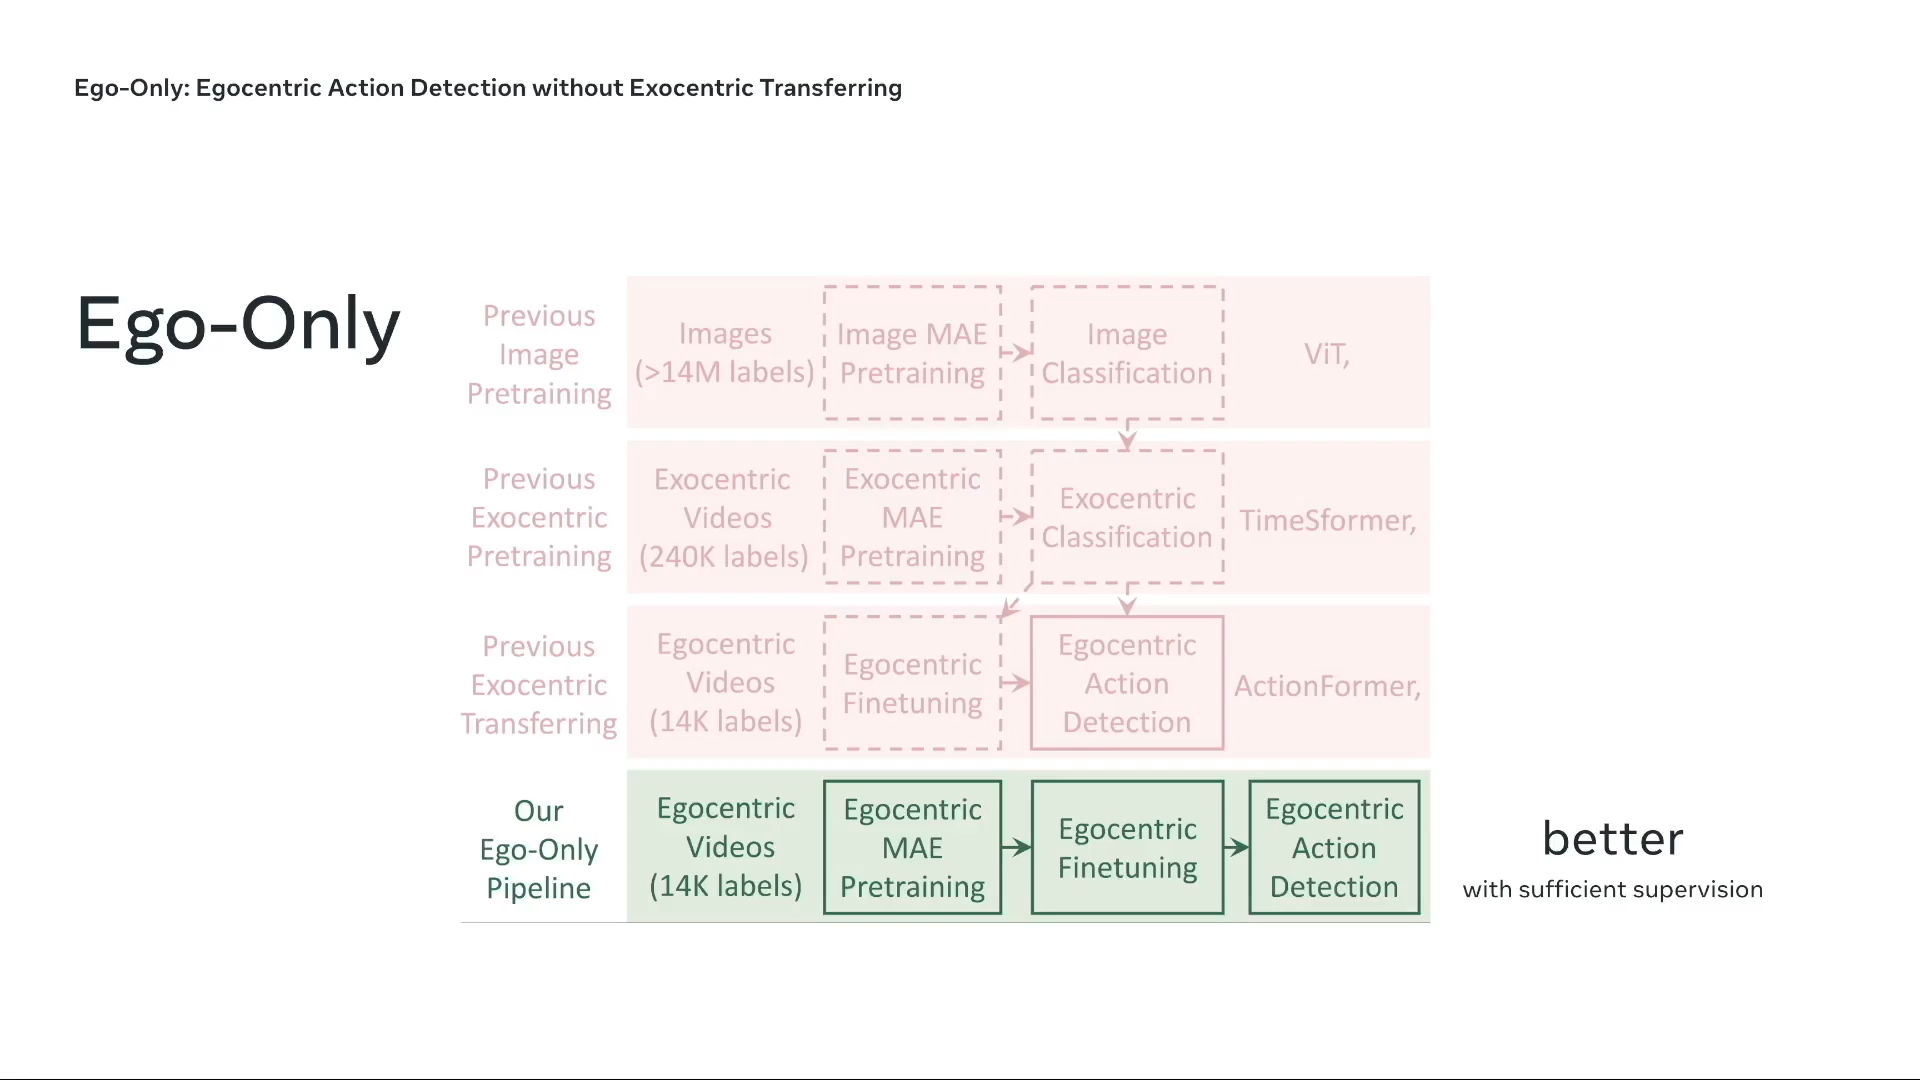 Ego-Only: Egocentric Action Detection without Exocentric Transferring
Ego-Only
Previous
Image
Pretraining
Images
(>14M labels)
Image MAE
Pretraining
Image
Classification
ViT,
Previous
Exocentric
Pretraining
Exocentric
Videos
(240K labels)
Exocentric
MAE
Pretraining
Exocentric
Classification
TimeSformer,
Previous
Exocentric
Transferring
Egocentric
Videos
(14K labels)
Egocentric
Finetuning
Egocentric
Action
Detection
ActionFormer,
Our
Ego-Only
Pipeline
Egocentric
Videos
(14K labels)
Egocentric
MAE
Pretraining
Egocentric
Finetuning
Egocentric
Action
Detection
better
with sufficient supervision